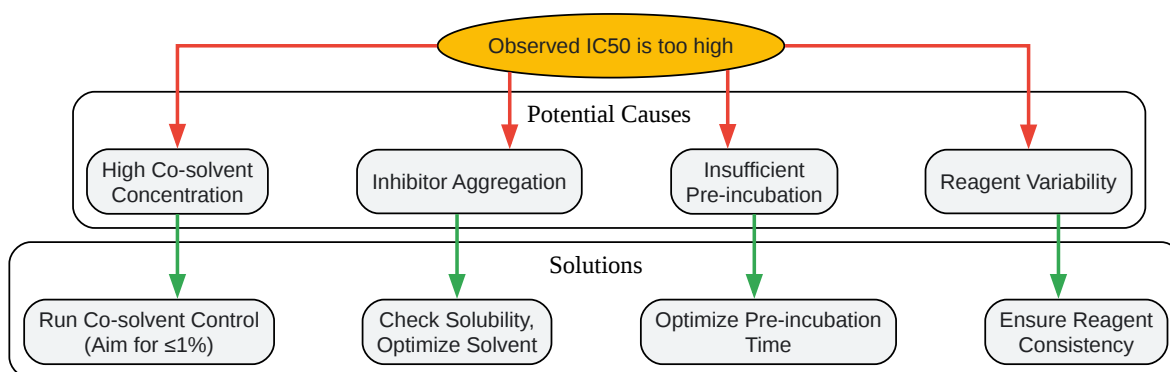 Observed IC50 is too high
Potential Causes
High Co-solvent
Concentration
Inhibitor Aggregation
Insufficient
Pre-incubation
Reagent Variability
Solutions
Run Co-solvent Control
(Aim for ≤1%)
Check Solubility,
Optimize Solvent
Optimize Pre-incubation
Time
Ensure Reagent
Consistency